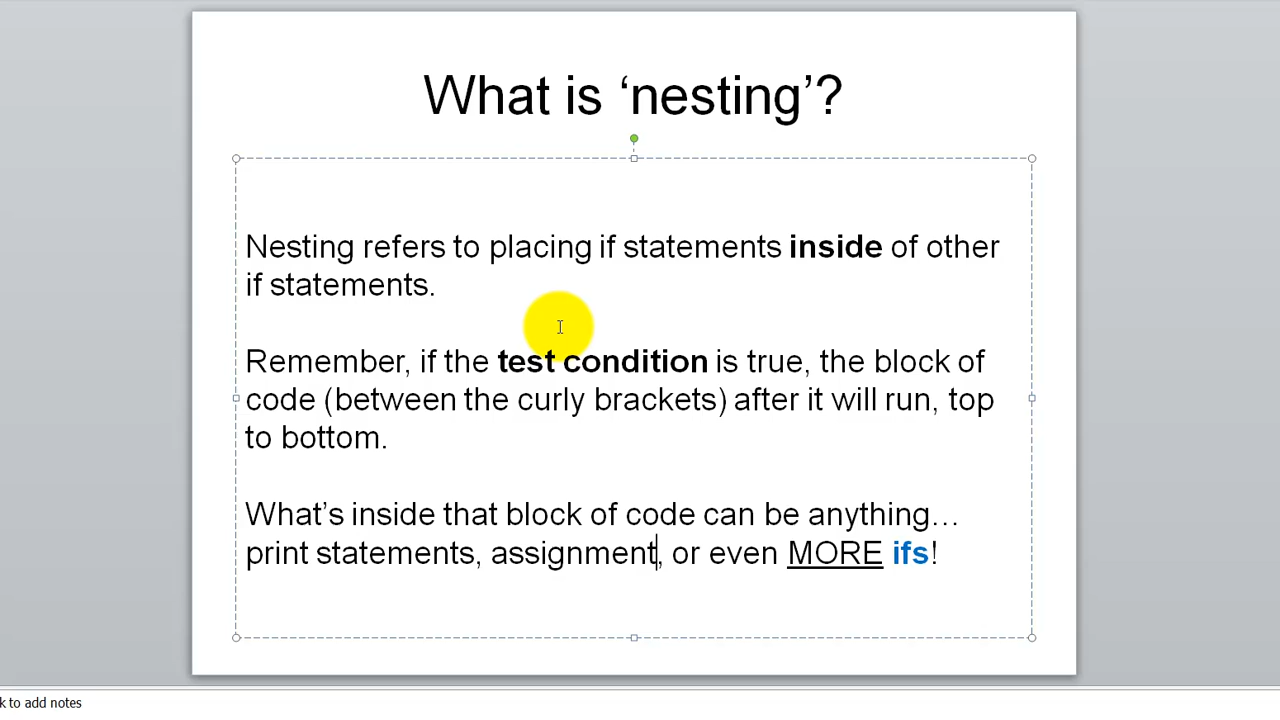 What is ‘nesting’?
Nesting refers to placing if statements inside of other
if statements.
Remember, if the test condition is true, the block of
code (between the curly brackets) after it will run, top
to bottom.
What’s inside that block of code can be anything…
print statements, assignment, or even MORE ifs!
k to add notes